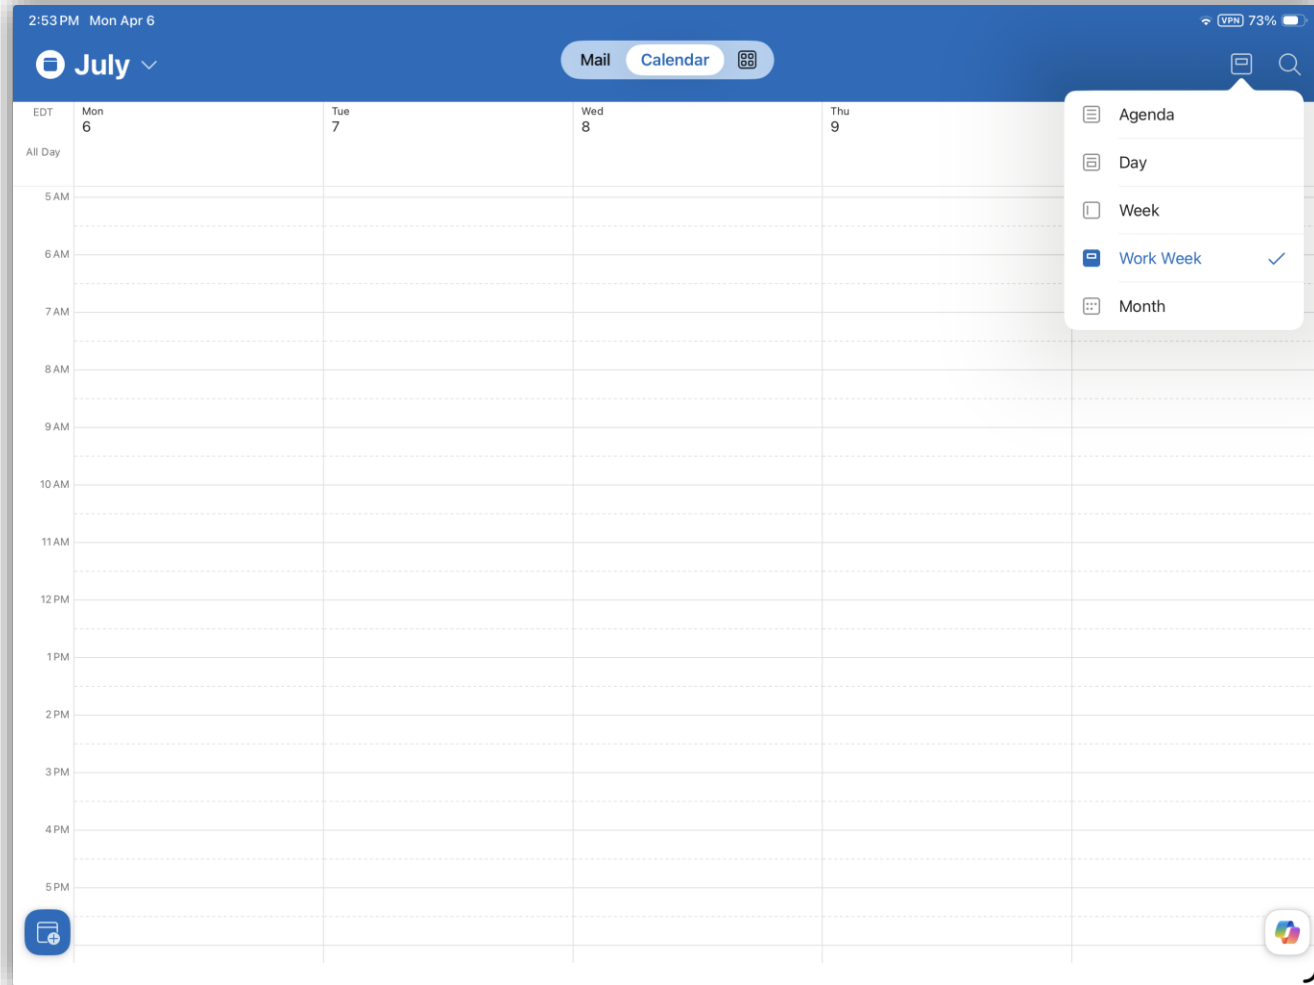 2:53 PM Mon Apr 6
VPN 73%
July
Mail Calendar
EDT
Mon
6
Tue
7
Wed
8
Thu
9
All Day
Agenda
Day
Week
Work Week
Month
5 AM
6 AM
7 AM
8 AM
9 AM
10 AM
11 AM
12 PM
1 PM
2 PM
3 PM
4 PM
5 PM